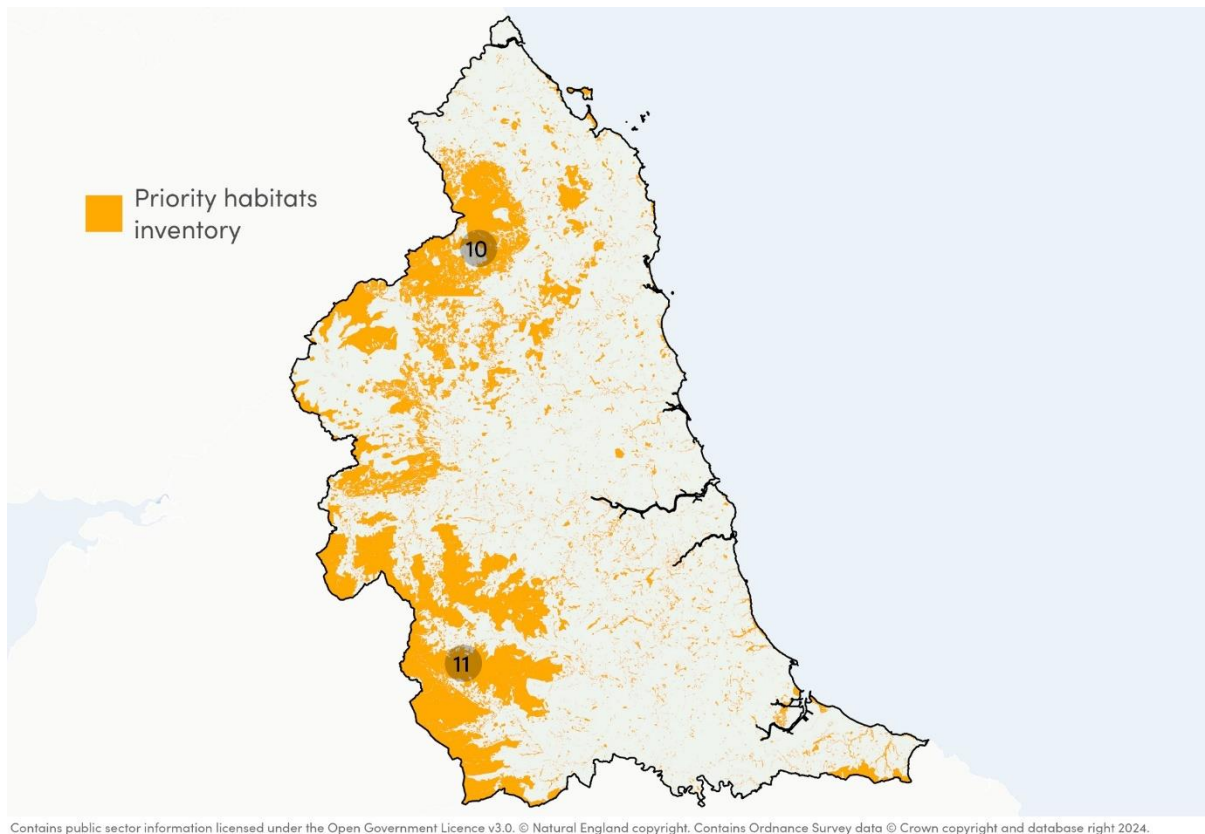 Priority habitats
inventory
10
11
Contains public sector information licensed under the Open Government Licence v3.0. © Natural England copyright. Contains Ordnance Survey data © Crown copyright and database right 2024.